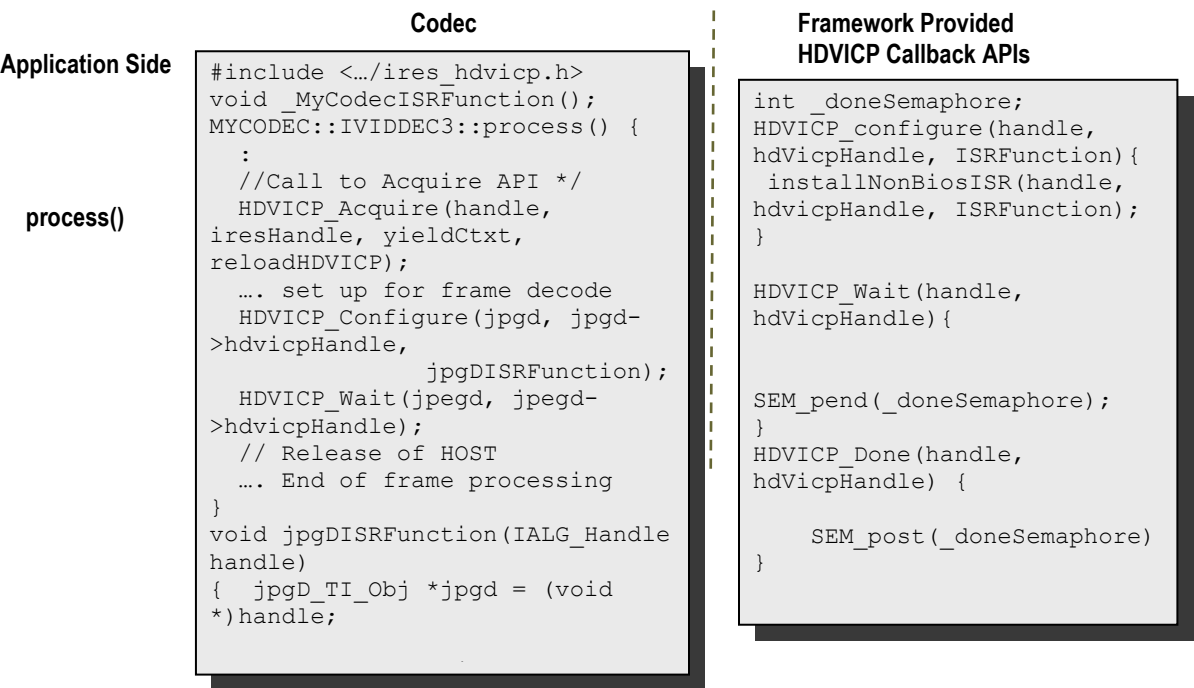 Codec
Framework Provided
HDVICP Callback APIs
Application Side
process()
#include <…/ires_hdvicp.h>
void _MyCodecISRFunction();
MYCODEC::IVIDDEC3::process() {
:
//Call to Acquire API */
HDVICP_Acquire(handle,
iresHandle, yieldCtxt,
reloadHDVICP);
…. set up for frame decode
HDVICP_Configure(jpgd, jpgd-
>hdvicpHandle,
jpgDISRFunction);
HDVICP_Wait(jpegd, jpegd-
>hdvicpHandle);
// Release of HOST
…. End of frame processing
}
void jpgDISRFunction(IALG_Handle
handle)
{ jpgD_TI_Obj *jpgd = (void
*)handle;
int _doneSemaphore;
HDVICP_configure(handle,
hdVicpHandle, ISRFunction){
installNonBiosISR(handle,
hdvicpHandle, ISRFunction);
}
HDVICP_Wait(handle,
hdVicpHandle){
SEM_pend(_doneSemaphore);
}
HDVICP_Done(handle,
hdVicpHandle) {
SEM_post(_doneSemaphore)
}